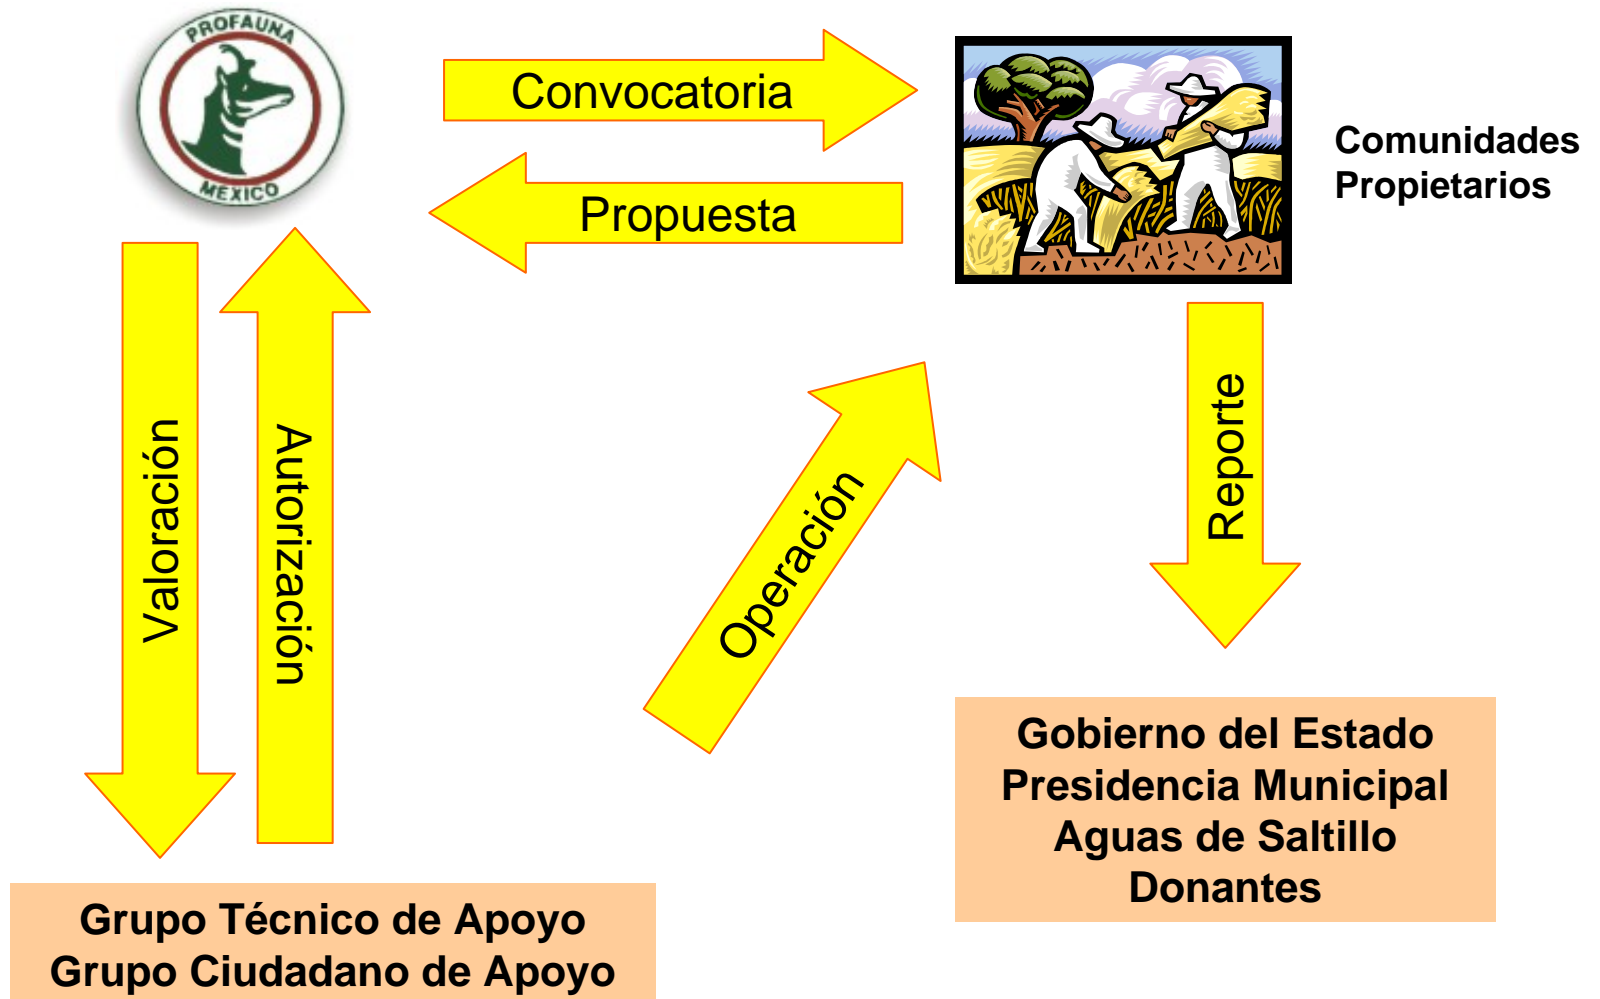 PROFAUNA
MEXICO
Convocatoria
Propuesta
Comunidades
Propietarios
Valoración
Autorización
Operación
Reporte
Gobierno del Estado
Presidencia Municipal
Aguas de Saltillo
Donantes
Grupo Técnico de Apoyo
Grupo Ciudadano de Apoyo